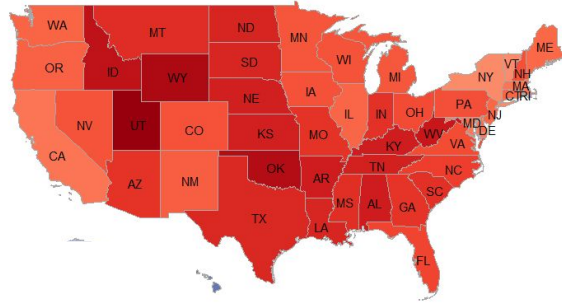 WA MT ND MN ME
OR ID SD WI MI VT NH
WY NY MA
CTRI
NE IA PA NJ
NV UT CO IL IN OH MD DE
CA KS MO WV VA
KY
AZ NM OK AR TN NC
TX LA MS AL GA SC
FL